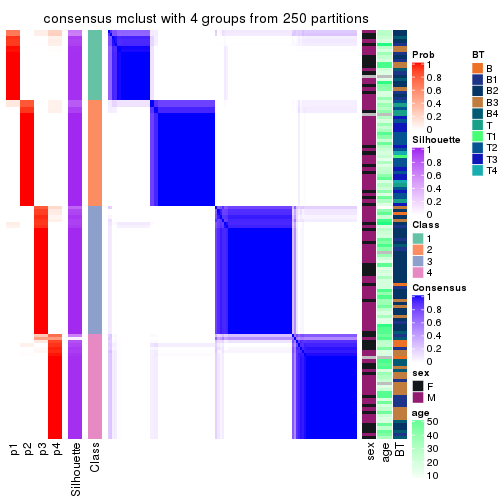 consensus mclust with 4 groups from 250 partitions
p1
p2
p3
p4
Silhouette
Class
sex
age
BT
Prob
1
0.8
0.6
0.4
0.2
0
Silhouette
1
0.8
0.6
0.4
0.2
0
Class
1
2
3
4
Consensus
1
0.8
0.6
0.4
0.2
0
sex
F
M
age
50
40
30
20
10
BT
B
B1
B2
B3
B4
T
T1
T2
T3
T4